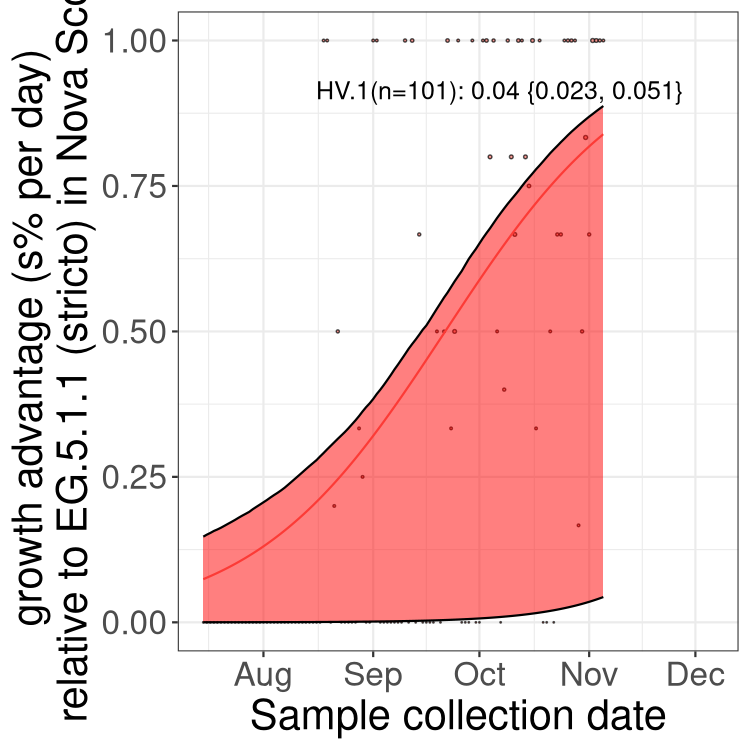 growth advantage (s% per day)
relative to EG.5.1.1 (stricto) in Nova Sco
1.00
0.75
0.50
0.25
0.00
HV.1(n=101): 0.04 {0.023, 0.051}
Aug Sep Oct Nov Dec
Sample collection date